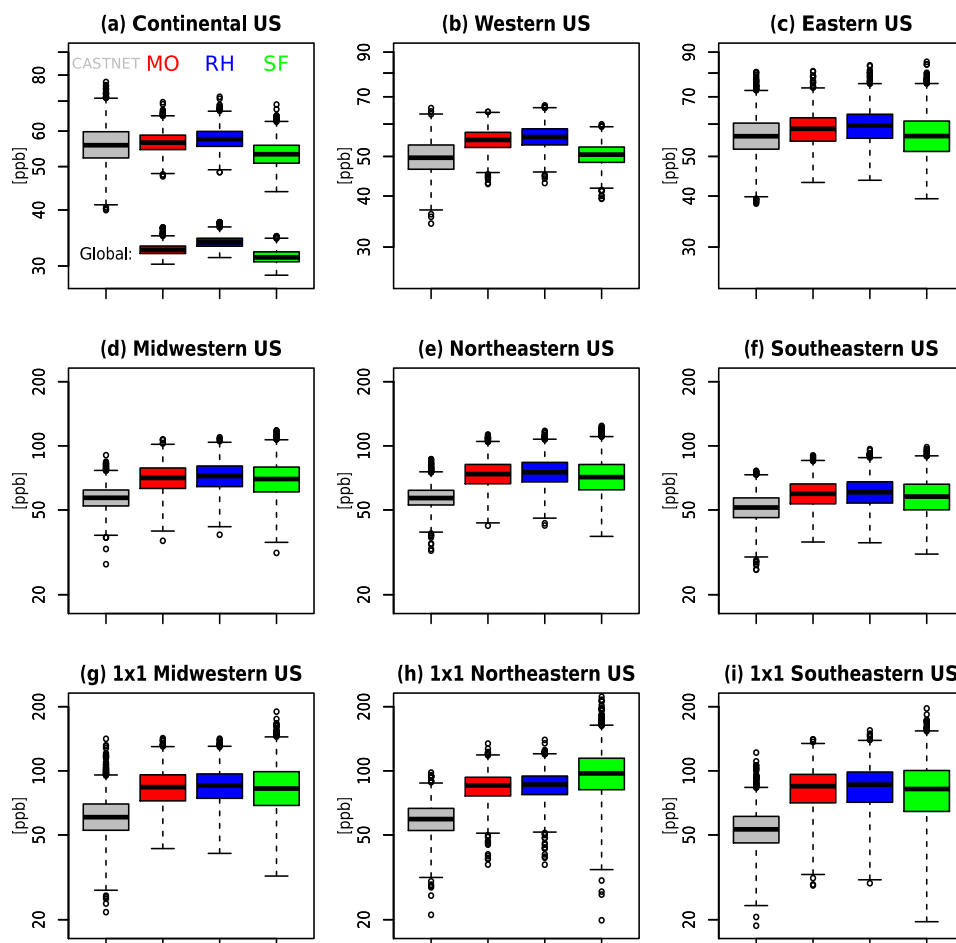 (a) Continental US
(b) Western US
(c) Eastern US
CASTNET MO RH SF
Global:
[ppb]
30 40 50 60 80
[ppb]
30 40 50 70 90
[ppb]
30 40 50 70 90
(d) Midwestern US
(e) Northeastern US
(f) Southeastern US
[ppb]
20 50 100 200
[ppb]
20 50 100 200
[ppb]
20 50 100 200
(g) 1x1 Midwestern US
(h) 1x1 Northeastern US
(i) 1x1 Southeastern US
[ppb]
20 50 100 200
[ppb]
20 50 100 200
[ppb]
20 50 100 200